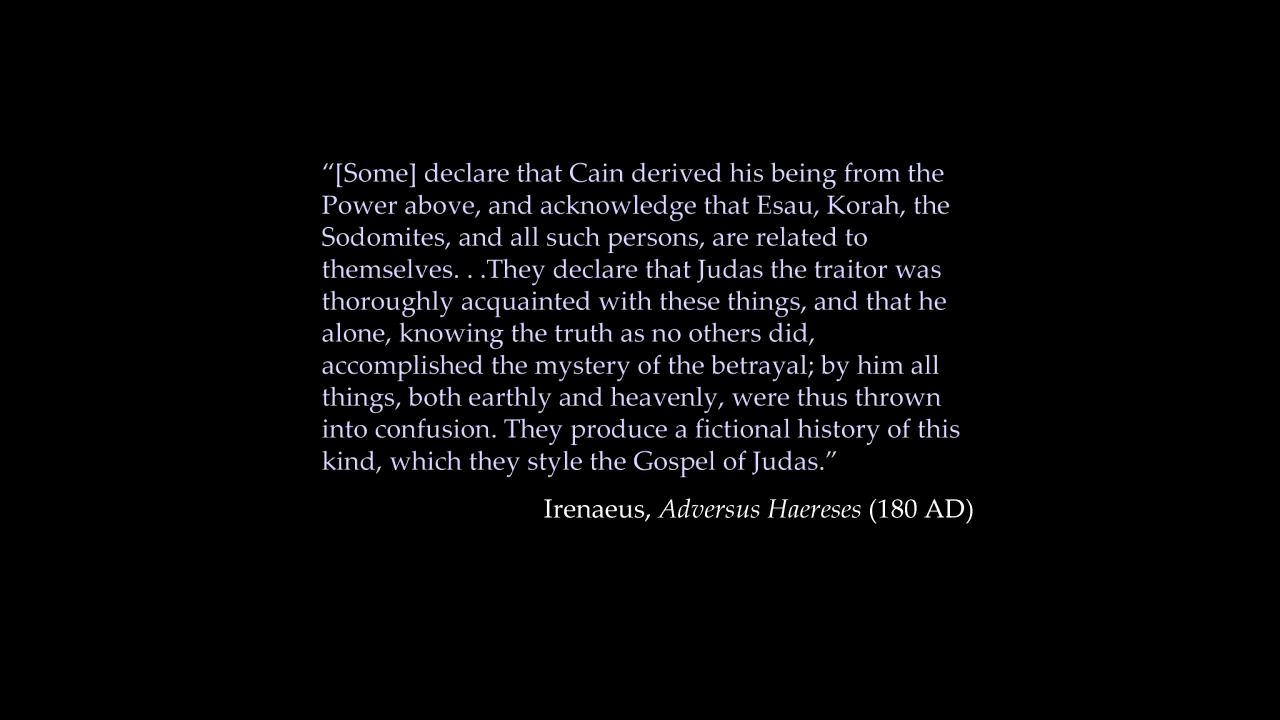 “[Some] declare that Cain derived his being from the
Power above, and acknowledge that Esau, Korah, the
Sodomites, and all such persons, are related to
themselves. . .They declare that Judas the traitor was
thoroughly acquainted with these things, and that he
alone, knowing the truth as no others did,
accomplished the mystery of the betrayal; by him all
things, both earthly and heavenly, were thus thrown
into confusion. They produce a fictional history of this
kind, which they style the Gospel of Judas.”
Irenaeus, Adversus Haereses (180 AD)